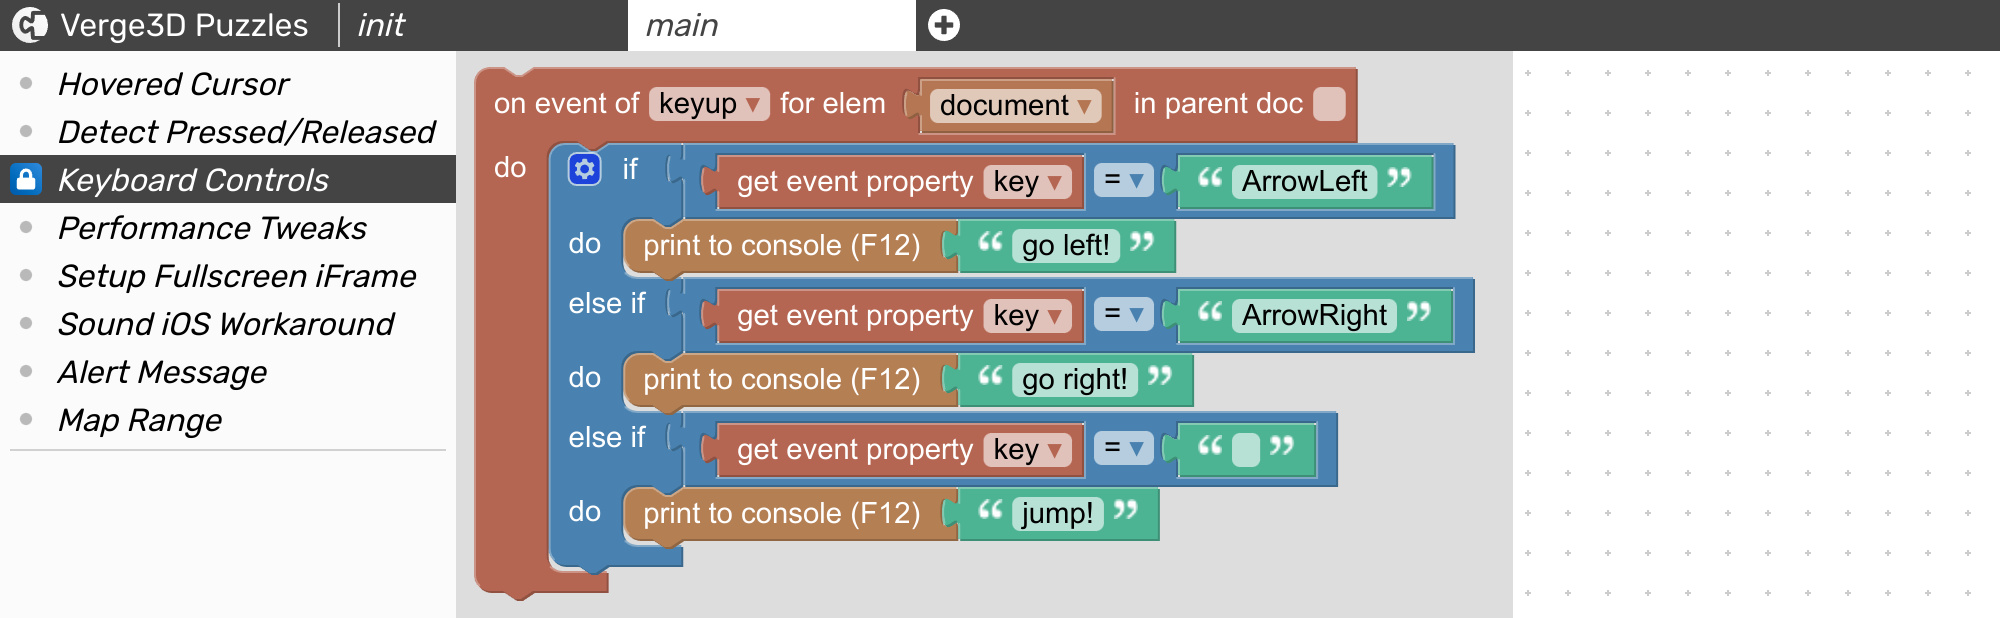 Verge3D Puzzles init main
Hovered Cursor
Detect Pressed/Released
Keyboard Controls
Performance Tweaks
Setup Fullscreen iFrame
Sound iOS Workaround
Alert Message
Map Range
on event of keyup ▾ for elem document ▾ in parent doc
do if get event property key ▾ = ▾ “ ArrowLeft ”
do print to console (F12) “ go left! ”
else if get event property key ▾ = ▾ “ ArrowRight ”
do print to console (F12) “ go right! ”
else if get event property key ▾ = ▾ “ ”
do print to console (F12) “ jump! ”